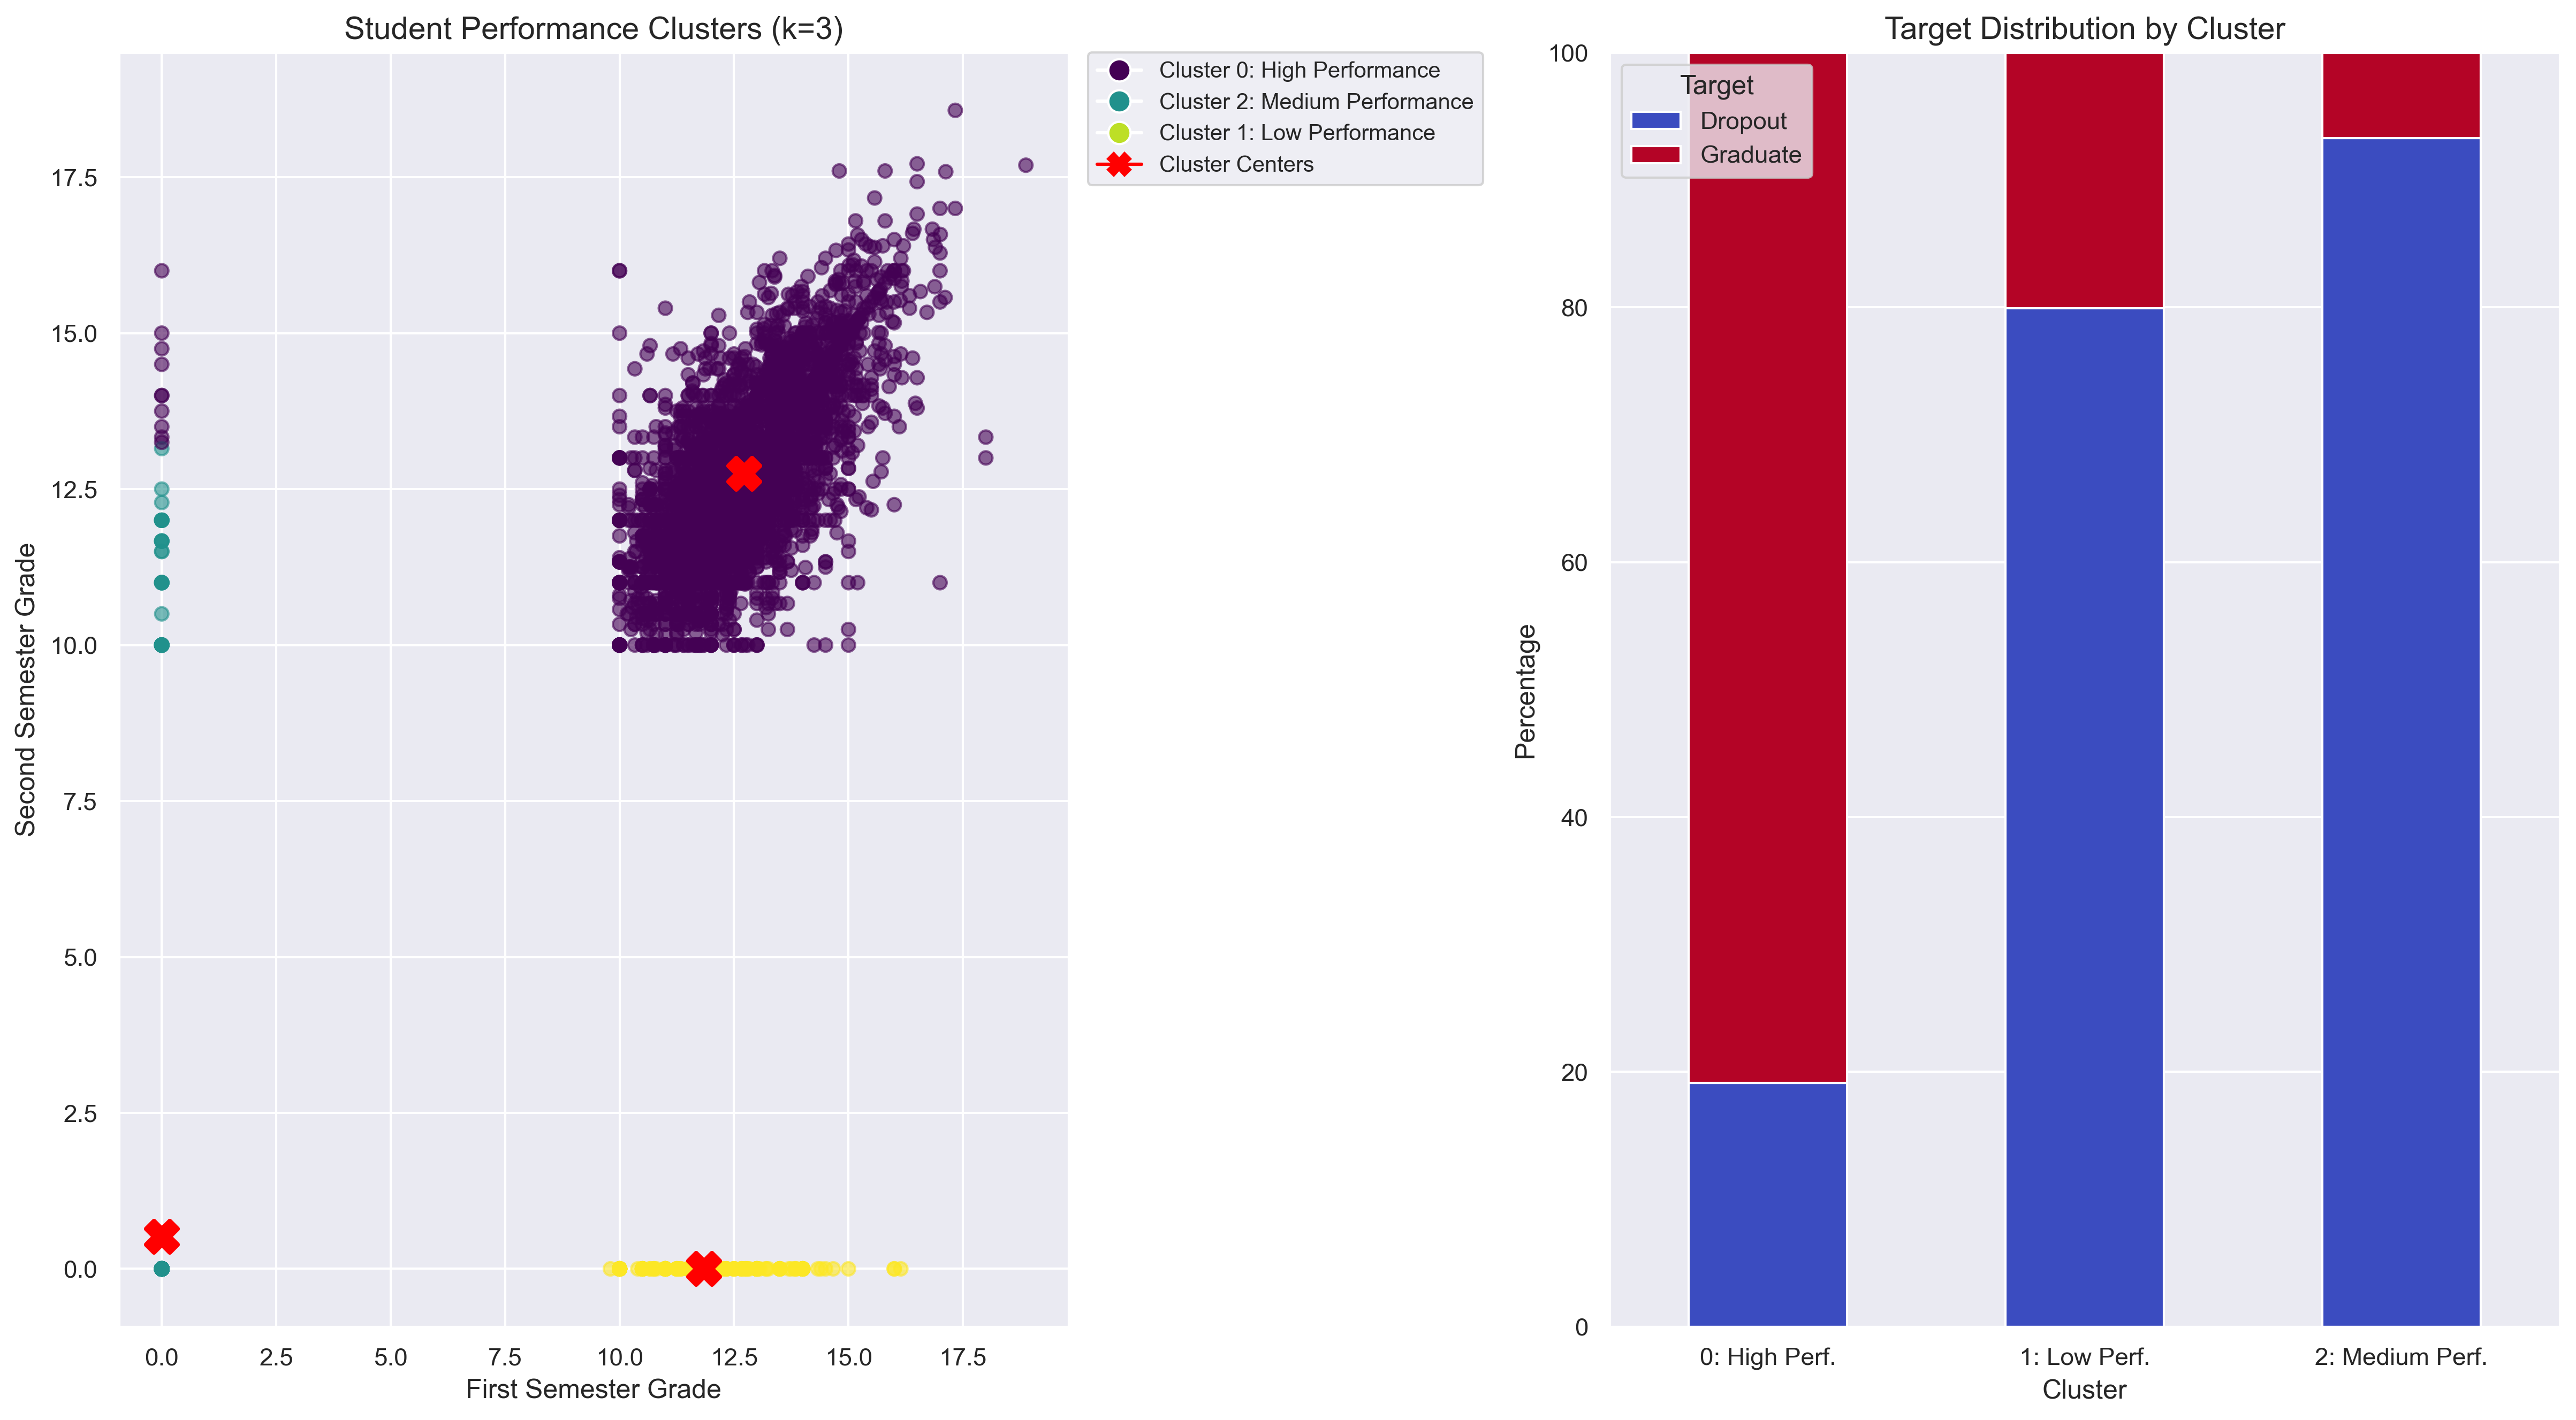 Student Performance Clusters (k=3)
Second Semester Grade
17.5
15.0
12.5
10.0
7.5
5.0
2.5
0.0
0.0 2.5 5.0 7.5 10.0 12.5 15.0 17.5
First Semester Grade
Cluster 0: High Performance
Cluster 2: Medium Performance
Cluster 1: Low Performance
Cluster Centers
Target Distribution by Cluster
Percentage
100
80
60
40
20
0
Target
Dropout
Graduate
0: High Perf. 1: Low Perf. 2: Medium Perf.
Cluster